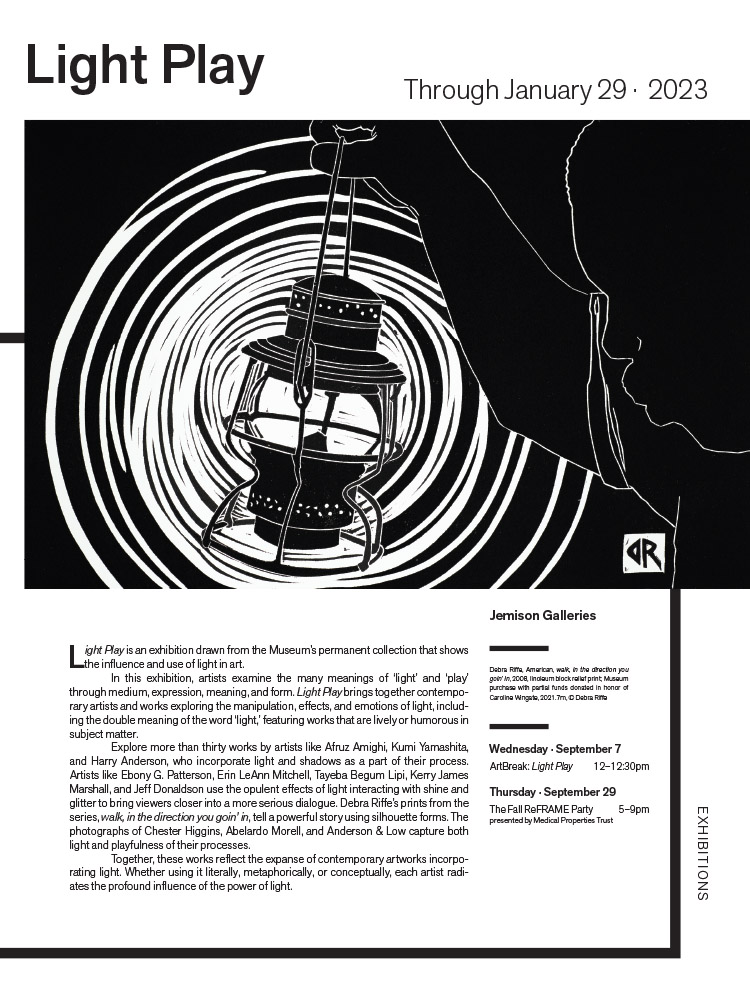 Light Play
Through January 29 · 2023
DR
Light Play is an exhibition drawn from the Museum's permanent collection that shows
the influence and use of light in art.
In this exhibition, artists examine the many meanings of 'light' and 'play'
through medium, expression, meaning, and form. Light Play brings together contempo-
rary artists and works exploring the manipulation, effects, and emotions of light, includ-
ing the double meaning of the word 'light,' featuring works that are lively or humorous in
subject matter.
Explore more than thirty works by artists like Afruz Amighi, Kumi Yamashita,
and Harry Anderson, who incorporate light and shadows as a part of their process.
Artists like Ebony G. Patterson, Erin LeAnn Mitchell, Tayeba Begum Lipi, Kerry James
Marshall, and Jeff Donaldson use the opulent effects of light interacting with shine and
glitter to bring viewers closer into a more serious dialogue. Debra Riffe's prints from the
series, walk, in the direction you goin' in, tell a powerful story using silhouette forms. The
photographs of Chester Higgins, Abelardo Morell, and Anderson & Low capture both
light and playfulness of their processes.
Together, these works reflect the expanse of contemporary artworks incorpo-
rating light. Whether using it literally, metaphorically, or conceptually, each artist radi-
ates the profound influence of the power of light.
Jemison Galleries
Debra Riffe, American, walk, in the direction you
goin' in, 2008, linoleum block relief print; Museum
purchase with partial funds donated in honor of
Caroline Wingate, 2021.7m, © Debra Riffe
Wednesday · September 7
ArtBreak: Light Play 12–12:30pm
Thursday · September 29
The Fall ReFRAME Party 5–9pm
presented by Medical Properties Trust
EXHIBITIONS